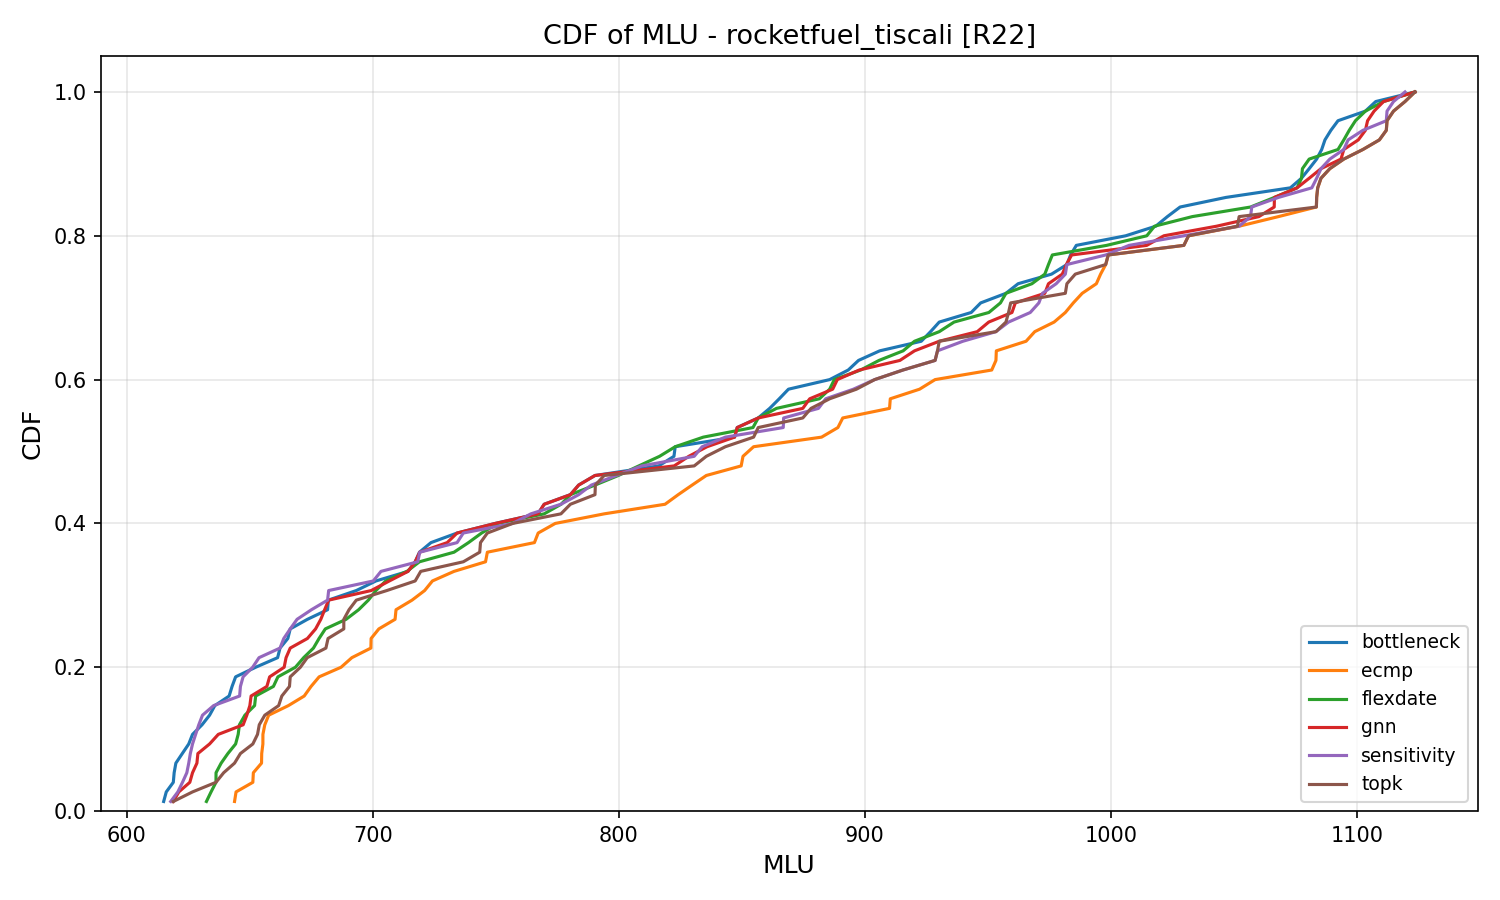 CDF of MLU - rocketfuel_tiscali [R22]
CDF
1.0
0.8
0.6
0.4
0.2
0.0
600 700 800 900 1000 1100
MLU
bottleneck
ecmp
flexdate
gnn
sensitivity
topk